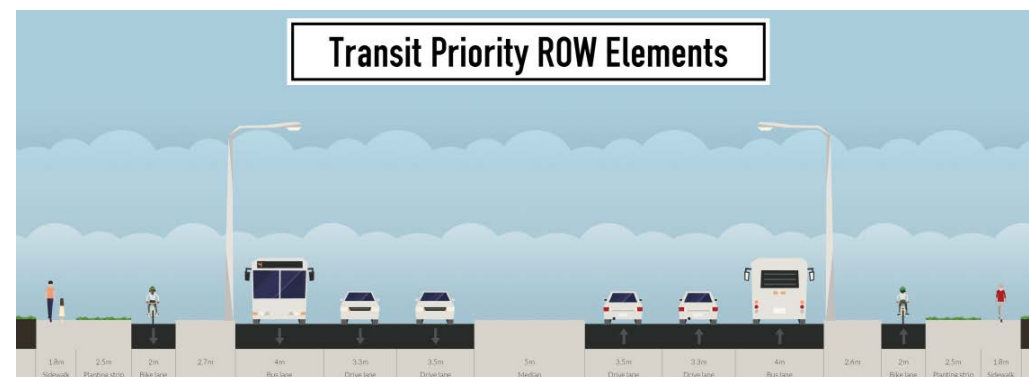 Transit Priority ROW Elements
1.8m 2.5m 2m 2.7m 4m 3.3m 3.5m 5m 3.5m 3.3m 4m 2.6m 2m 2.5m 1.8m
Sidewalk Planting strip Bike lane Bus lane Drive lane Drive lane Median Drive lane Drive lane Bus lane Bike lane Planting strip Sidewalk